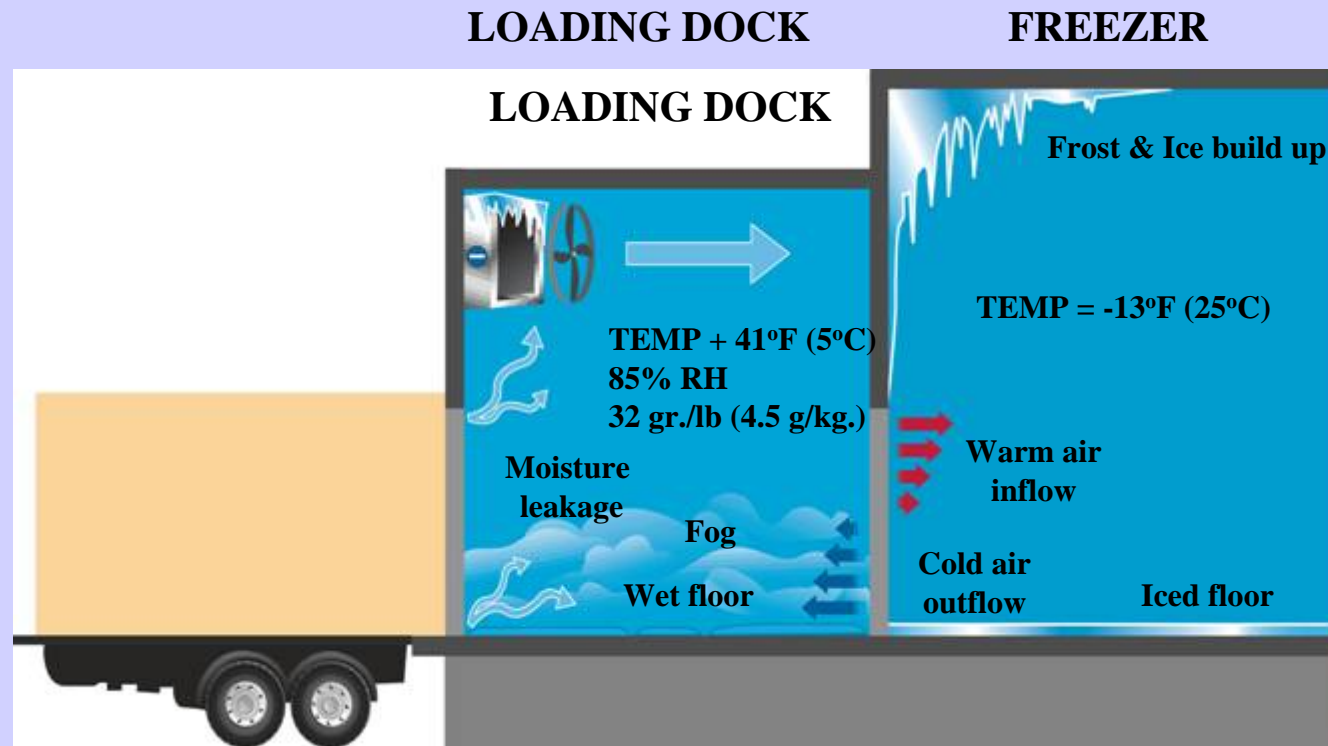 LOADING DOCK
FREEZER
LOADING DOCK
Frost & Ice build up
TEMP = -13ºF (25ºC)
TEMP + 41ºF (5ºC)
85% RH
32 gr./lb (4.5 g/kg.)
Moisture
leakage
Fog
Wet floor
Warm air
inflow
Cold air
outflow
Iced floor